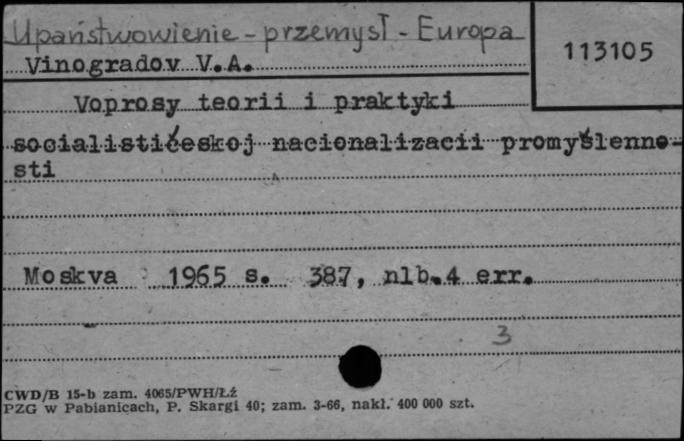 Upaństwowienie - przemysł - Europa
113105
Vinogradov V.A.
Voprosy teorii i praktyki
socialističeskoj nacionalizacii promyšlenno-
sti
Moskva 1965 s. 387, nlb.4 err.
3
CWD/B 15-b zam. 4065/PWH/Łź
PZG w Pabianicach, P. Skargi 40; zam. 3-66, nakł. 400 000 szt.